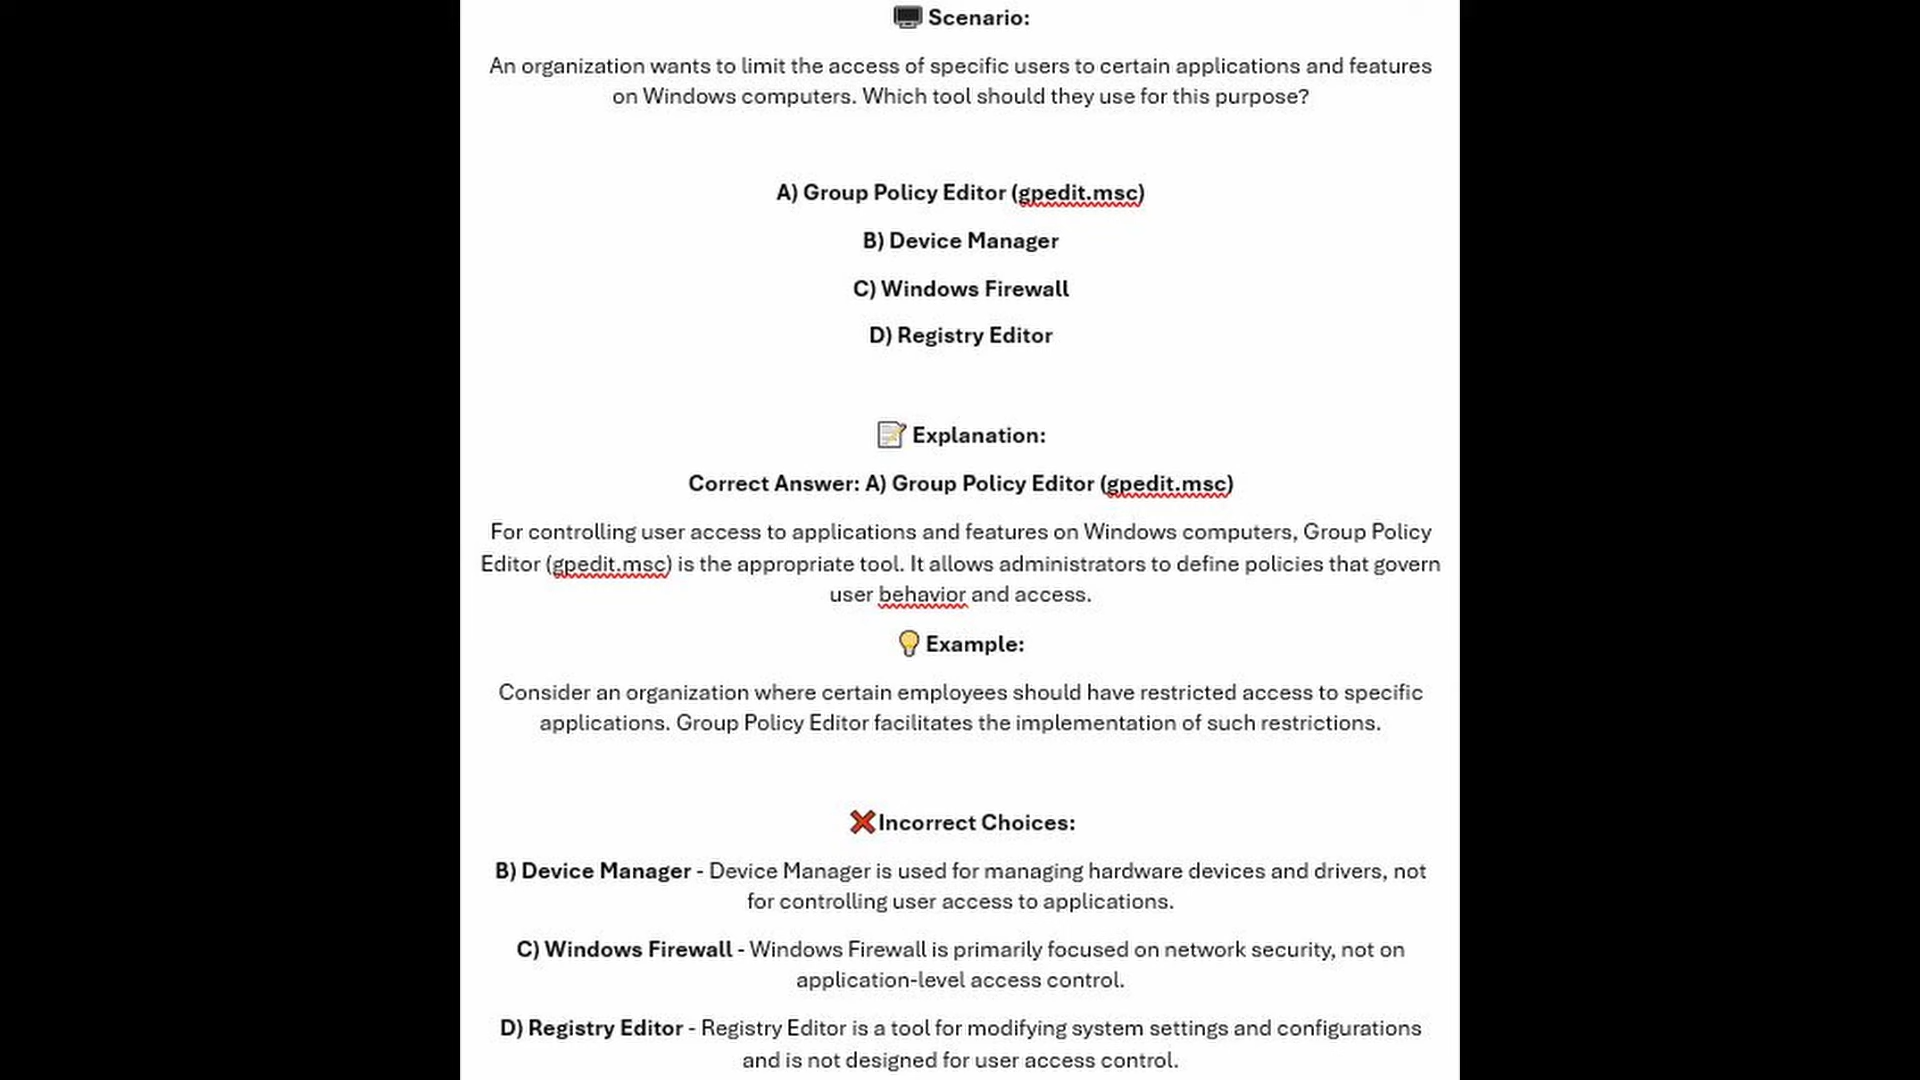 🖥️ Scenario:
An organization wants to limit the access of specific users to certain applications and features
on Windows computers. Which tool should they use for this purpose?
A) Group Policy Editor (gpedit.msc)
B) Device Manager
C) Windows Firewall
D) Registry Editor
📝 Explanation:
Correct Answer: A) Group Policy Editor (gpedit.msc)
For controlling user access to applications and features on Windows computers, Group Policy
Editor (gpedit.msc) is the appropriate tool. It allows administrators to define policies that govern
user behavior and access.
💡 Example:
Consider an organization where certain employees should have restricted access to specific
applications. Group Policy Editor facilitates the implementation of such restrictions.
❌Incorrect Choices:
B) Device Manager - Device Manager is used for managing hardware devices and drivers, not
for controlling user access to applications.
C) Windows Firewall - Windows Firewall is primarily focused on network security, not on
application-level access control.
D) Registry Editor - Registry Editor is a tool for modifying system settings and configurations
and is not designed for user access control.